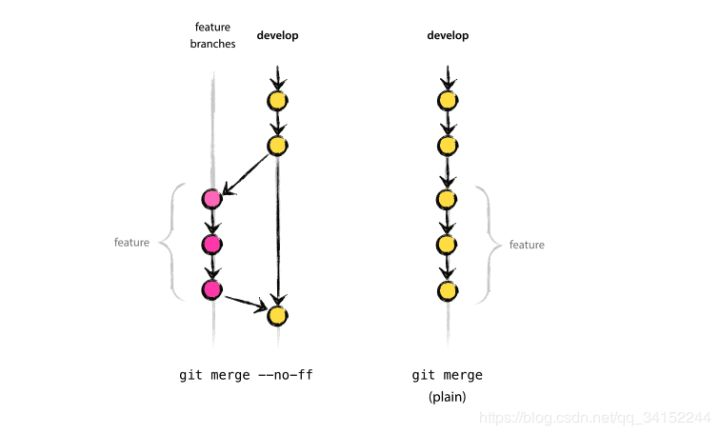 feature
branches
develop
develop
feature
feature
git merge --no-ff
git merge
(plain)
https://blog.csdn.net/qq_34152244